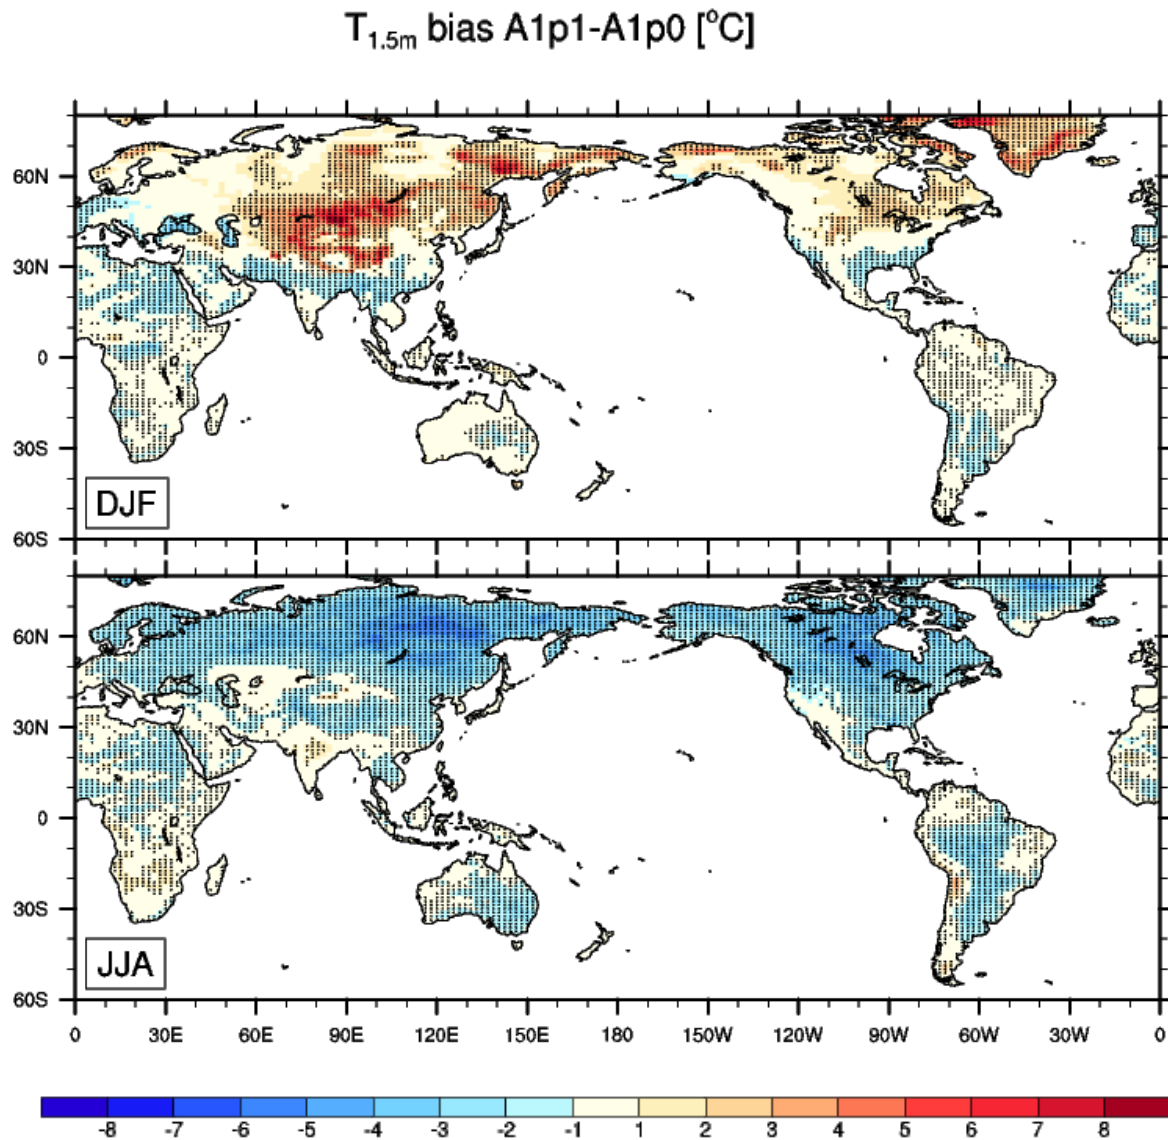 T1.5m bias A1p1-A1p0 [°C]
60N
30N
0
30S
60S
DJF
60N
30N
0
30S
60S
JJA
0 30E 60E 90E 120E 150E 180 150W 120W 90W 60W 30W 0
-8 -7 -6 -5 -4 -3 -2 -1 1 2 3 4 5 6 7 8